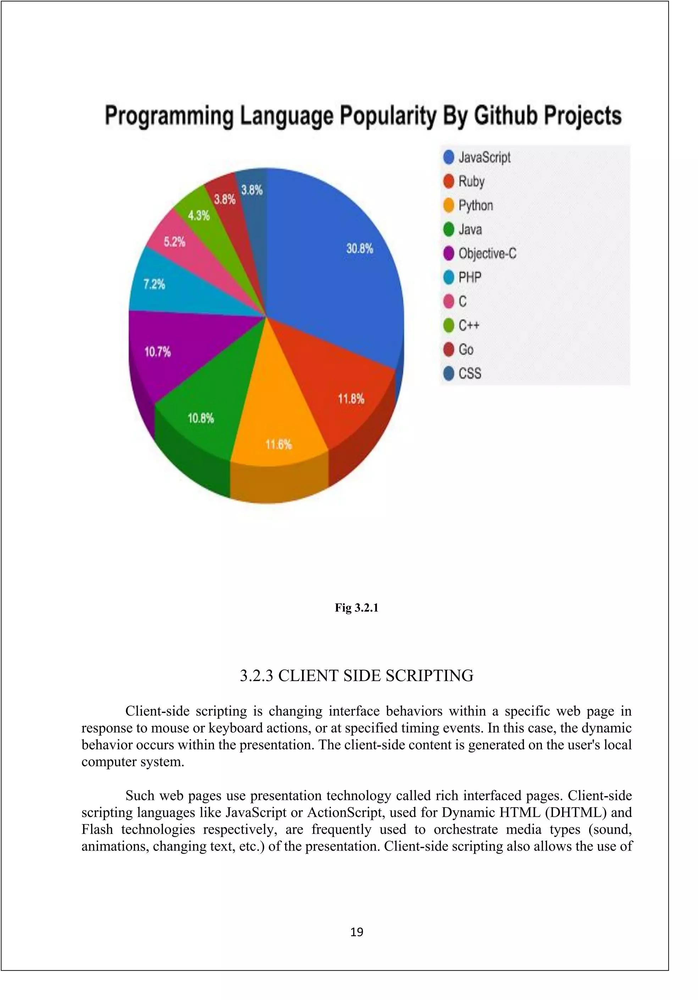 Programming Language Popularity By Github Projects
JavaScript
Ruby
Python
Java
Objective-C
PHP
C
C++
Go
CSS
3.8%
3.8%
4.3%
5.2%
30.8%
7.2%
10.7%
11.8%
10.8%
11.6%
Fig 3.2.1
3.2.3 CLIENT SIDE SCRIPTING
Client-side scripting is changing interface behaviors within a specific web page in
response to mouse or keyboard actions, or at specified timing events. In this case, the dynamic
behavior occurs within the presentation. The client-side content is generated on the user's local
computer system.
Such web pages use presentation technology called rich interfaced pages. Client-side
scripting languages like JavaScript or ActionScript, used for Dynamic HTML (DHTML) and
Flash technologies respectively, are frequently used to orchestrate media types (sound,
animations, changing text, etc.) of the presentation. Client-side scripting also allows the use of
19